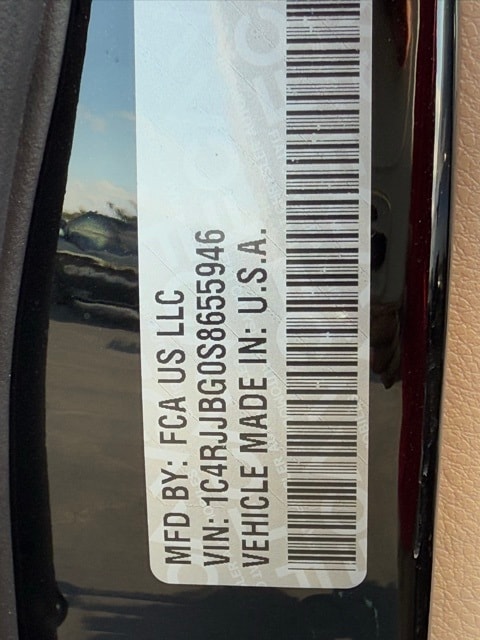 MFD BY: FCA US LLC
VIN: 1C4RJJBG0S8655946
VEHICLE MADE IN: U.S.A.